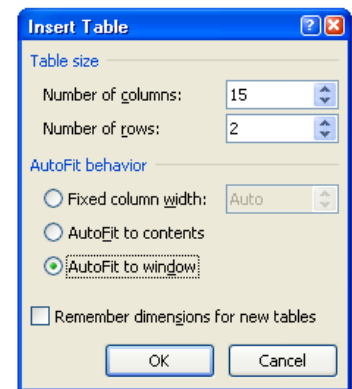 Insert Table
Table size
Number of columns: 15
Number of rows: 2
AutoFit behavior
Fixed column width: Auto
AutoFit to contents
AutoFit to window
Remember dimensions for new tables
OK Cancel